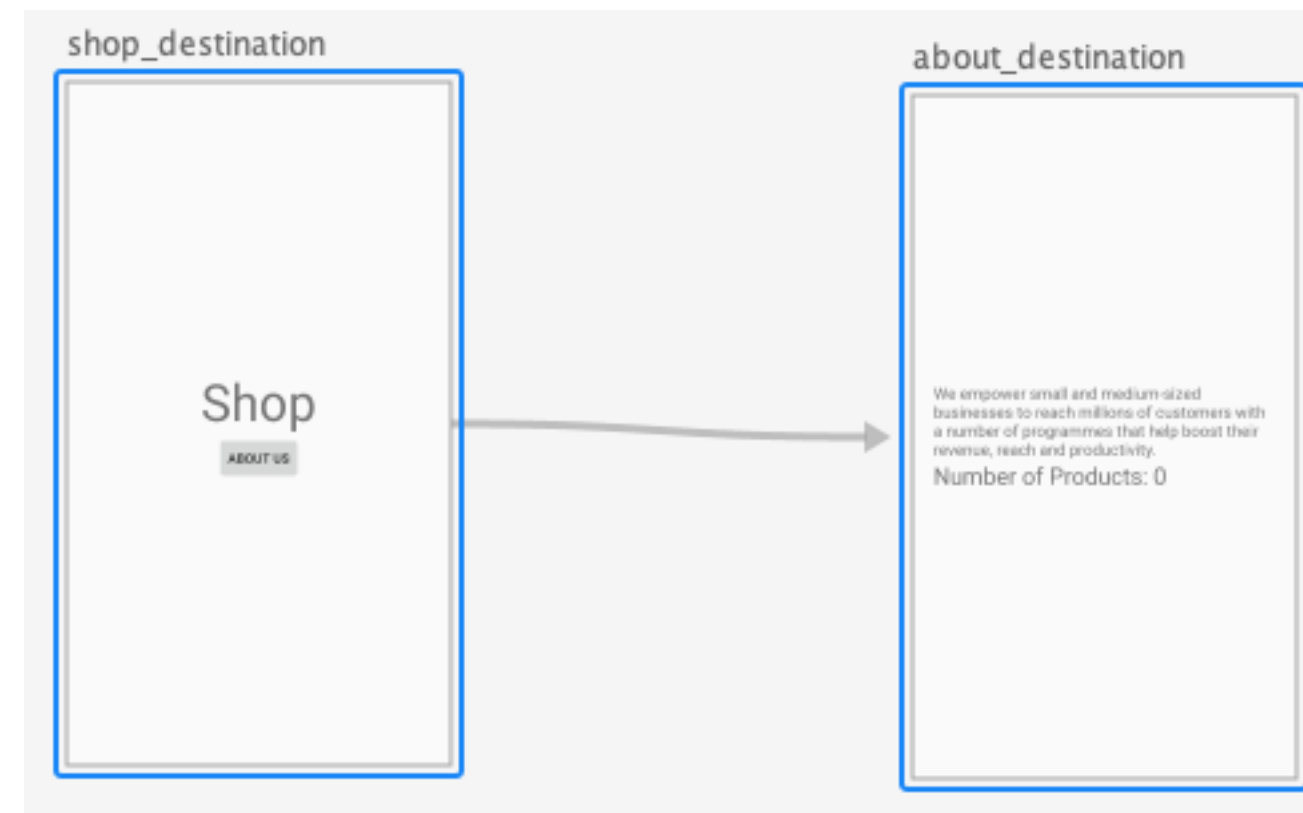 shop_destination
about_destination
Shop
ABOUT US
We empower small and medium-sized
businesses to reach millions of customers with
a number of programmes that help boost their
revenue, reach and productivity.
Number of Products: 0